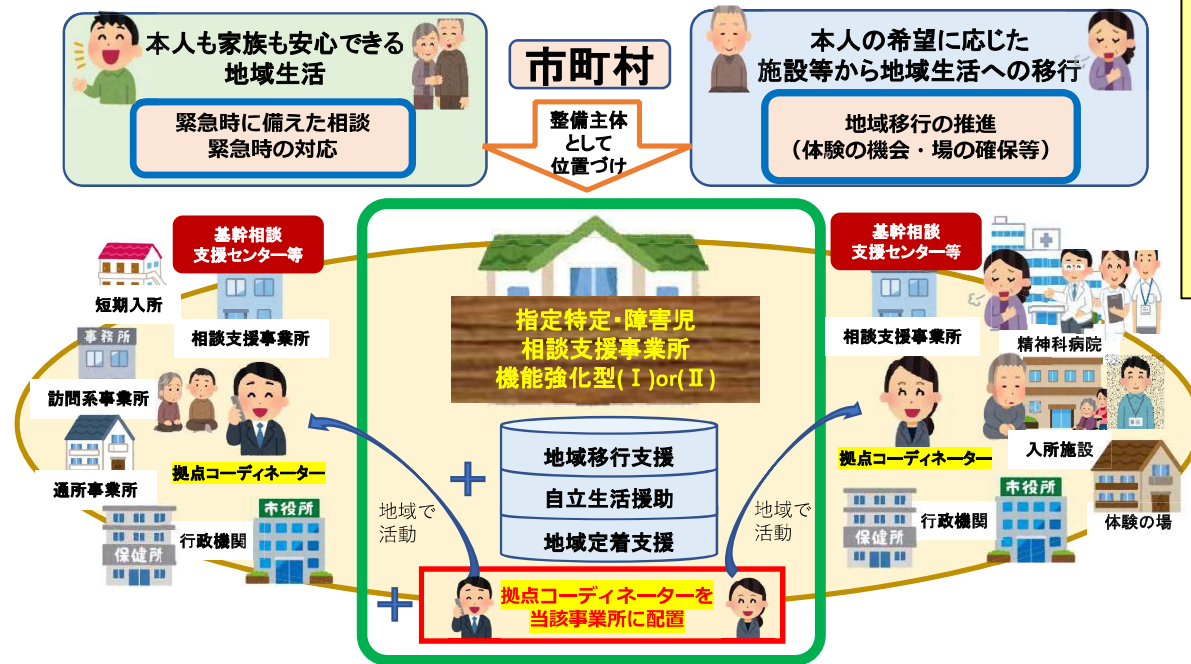 本人も家族も安心できる
地域生活
緊急時に備えた相談
緊急時の対応
市町村
整備主体
として
位置づけ
本人の希望に応じた
施設等から地域生活への移行
地域移行の推進
（体験の機会・場の確保等）
基幹相談
支援センター等
短期入所
相談支援事業所
事務所
訪問系事業所
通所事業所
拠点コーディネーター
市役所
行政機関
保健所
地域で
活動
指定特定・障害児
相談支援事業所
機能強化型(Ⅰ)or(Ⅱ)
+
地域移行支援
自立生活援助
地域定着支援
+
拠点コーディネーターを
当該事業所に配置
地域で
活動
基幹相談
支援センター等
相談支援事業所
精神科病院
拠点コーディネーター
入所施設
市役所
行政機関
保健所
体験の場